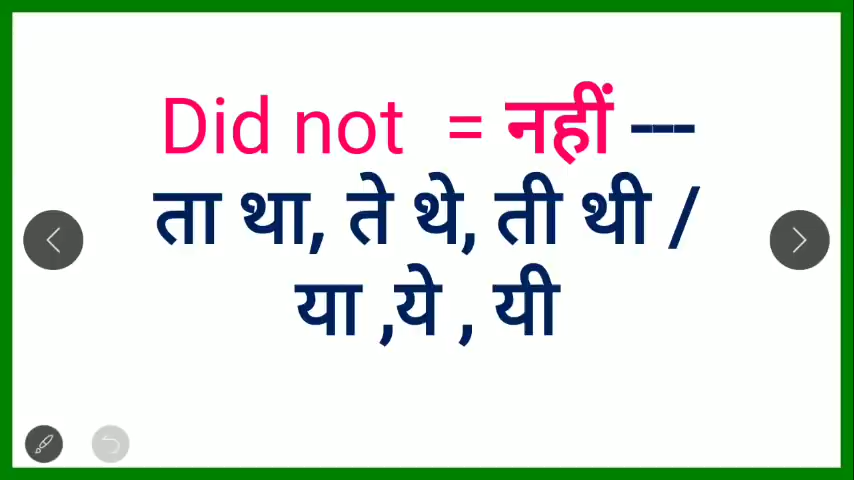 Did not = नहीं ---
ता था, ते थे, ती थी /
या ,ये , यी